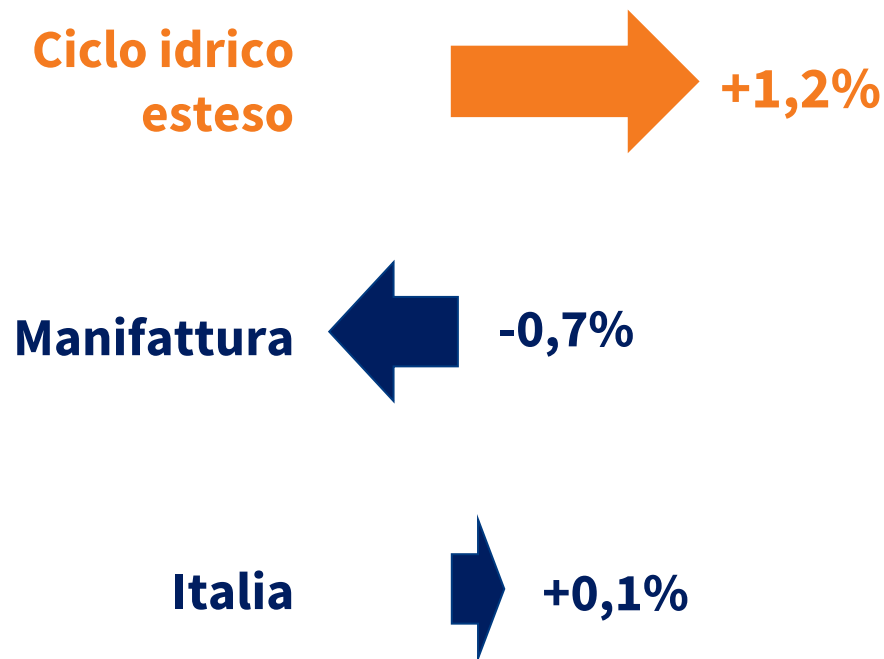 Ciclo idrico
esteso
+1,2%
Manifattura
-0,7%
Italia
+0,1%